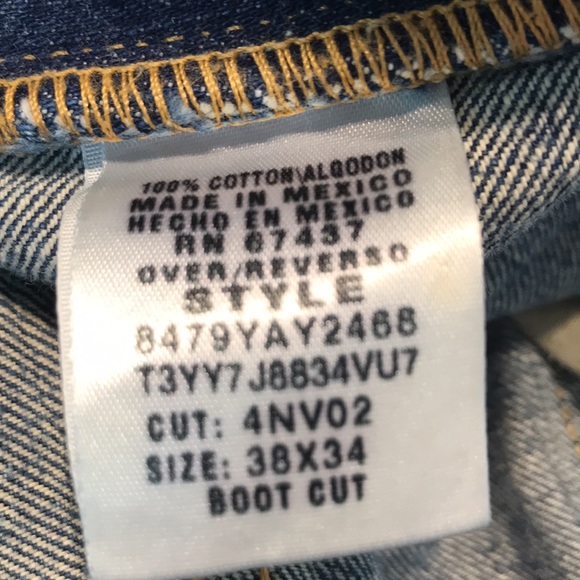 100% COTTON\ALGODON
MADE IN MEXICO
HECHO EN MEXICO
RN 67437
OVER/REVERSO
STYLE
8479YAY2468
T3YY7J8834VU7
CUT: 4NV02
SIZE: 38X34
BOOT CUT